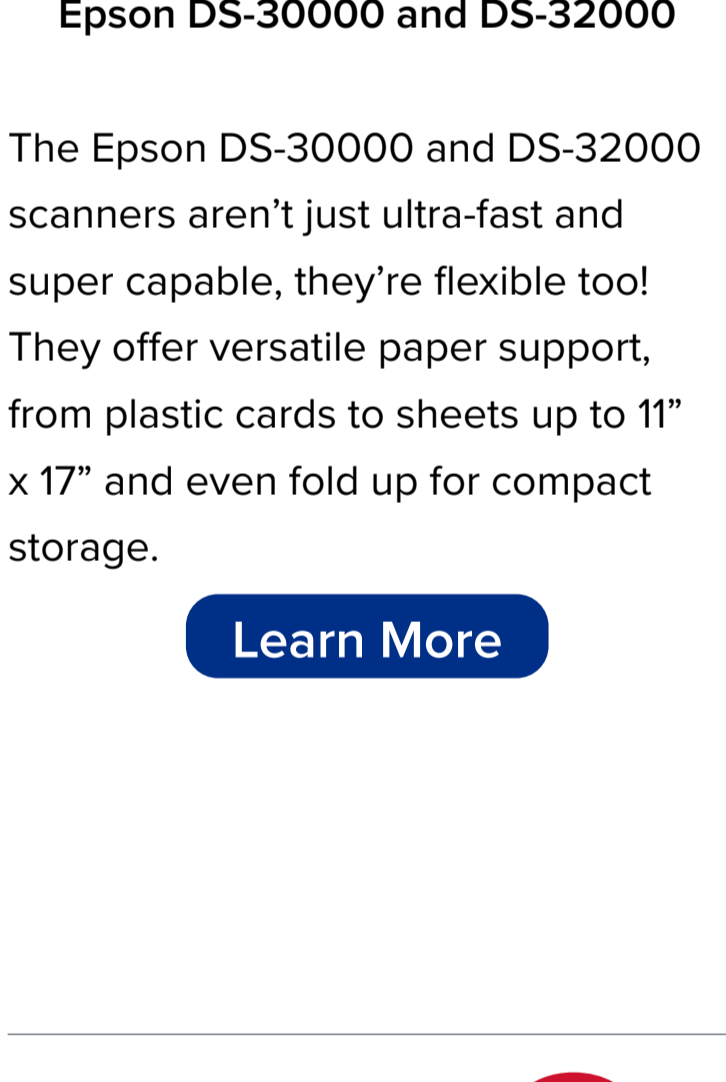 Epson DS-30000 and DS-32000
The Epson DS-30000 and DS-32000
scanners aren’t just ultra-fast and
super capable, they’re flexible too!
They offer versatile paper support,
from plastic cards to sheets up to 11”
x 17” and even fold up for compact
storage.
Learn More